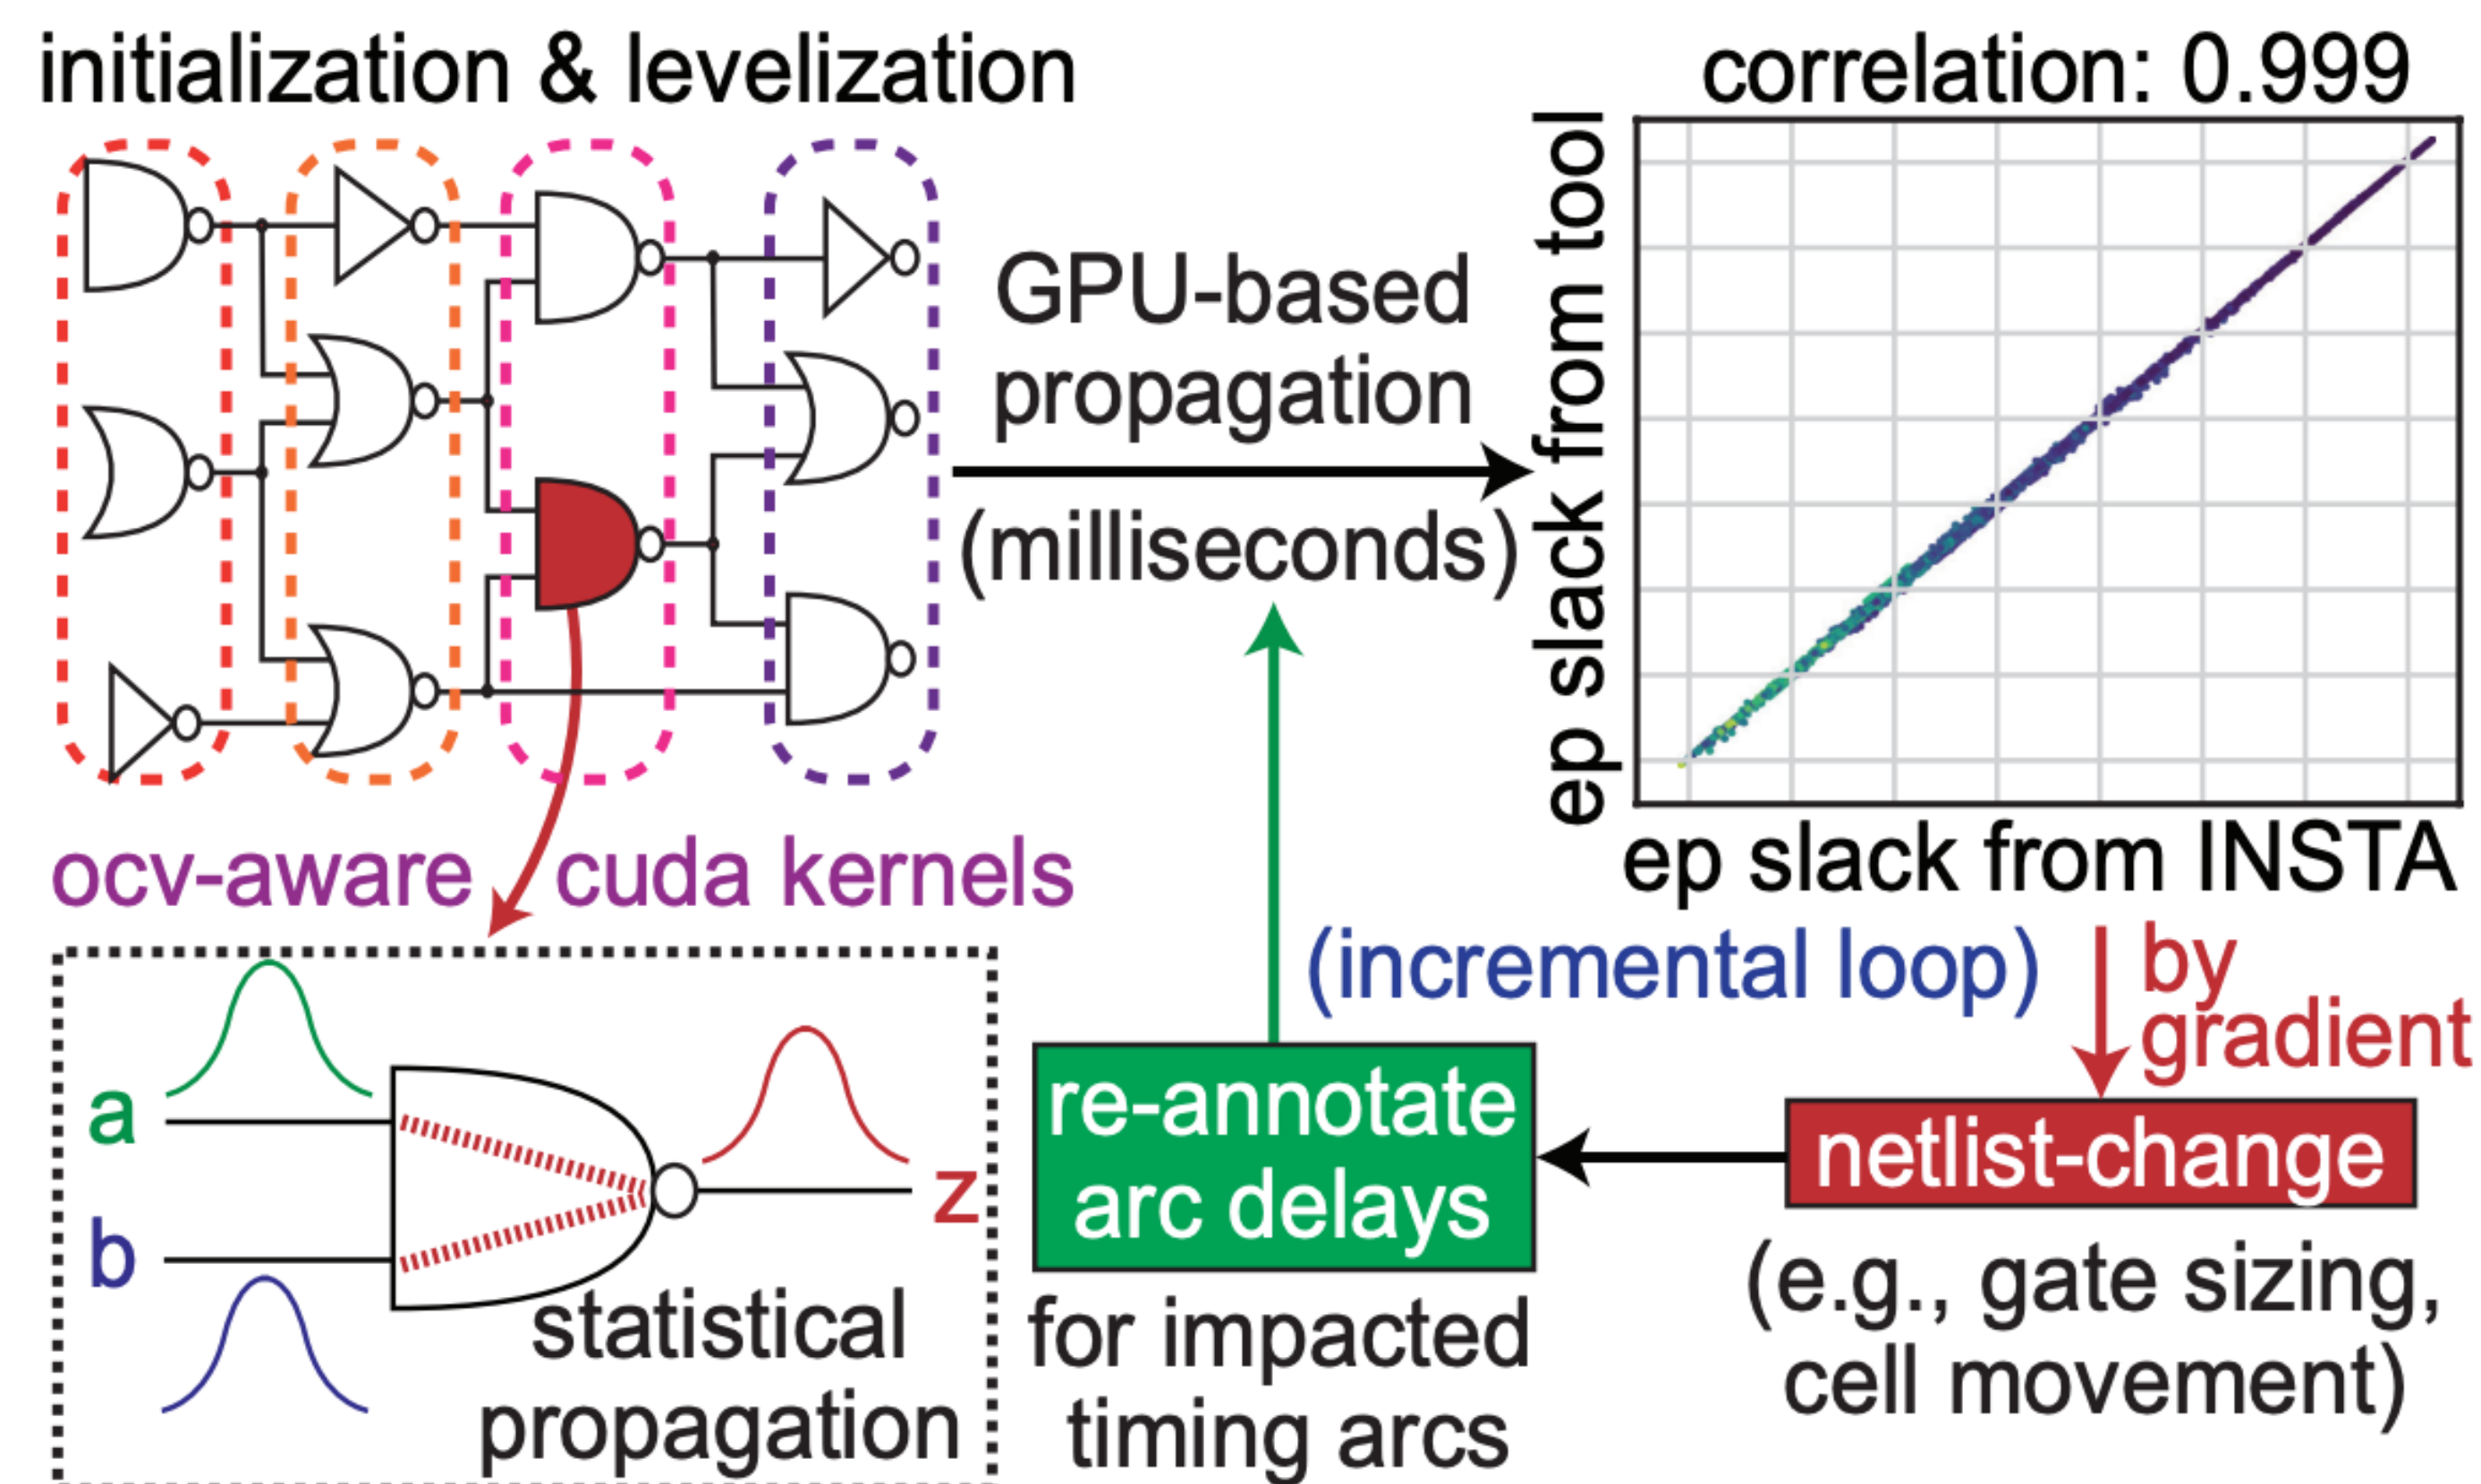 initialization & levelization
correlation: 0.999
GPU-based
propagation
(milliseconds)
ep slack from tool
ep slack from INSTA
ocv-aware cuda kernels
(incremental loop)
by
gradient
a
b
z
statistical
propagation
re-annotate
arc delays
for impacted
timing arcs
netlist-change
(e.g., gate sizing,
cell movement)